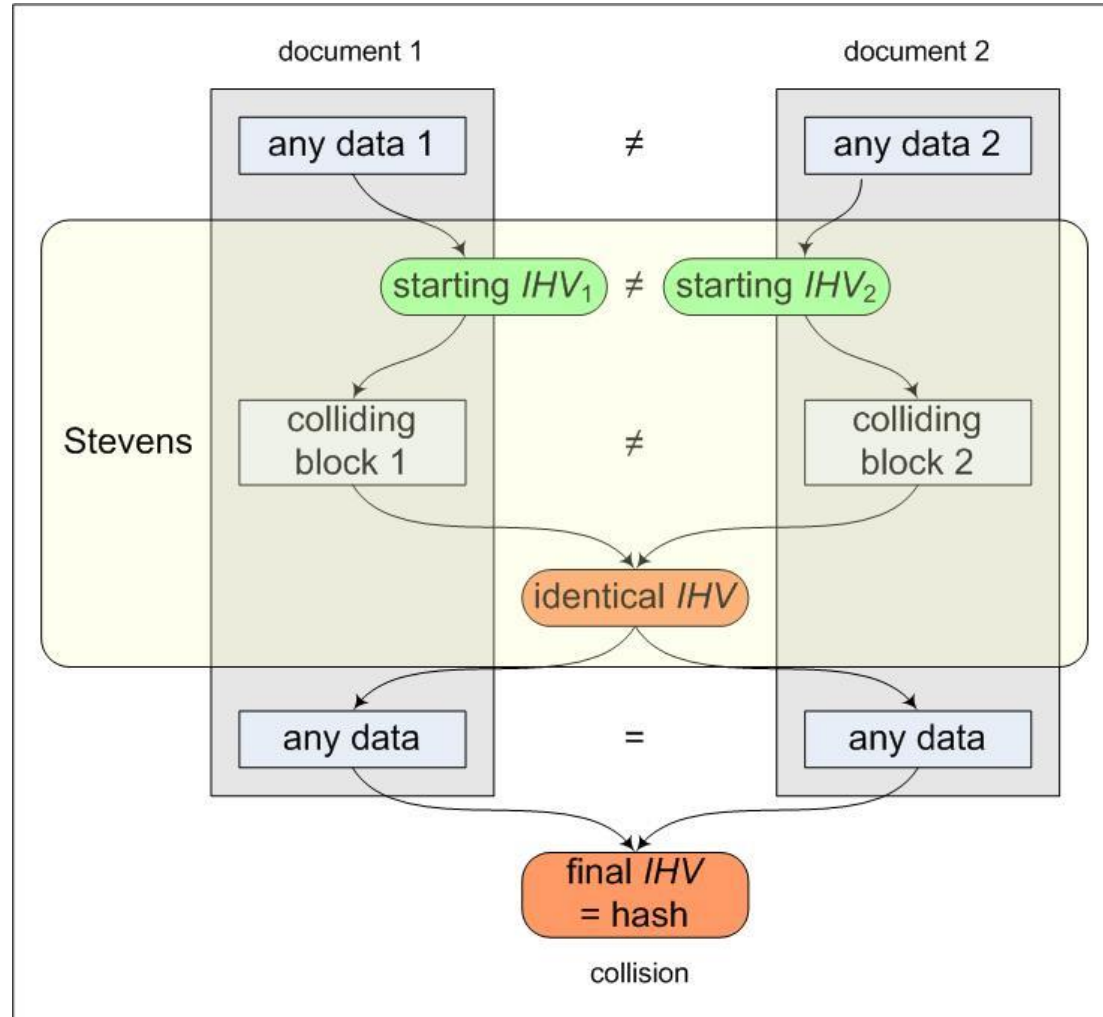 document 1
document 2
any data 1
≠
any data 2
starting IHV₁
≠
starting IHV₂
Stevens
colliding
block 1
≠
colliding
block 2
identical IHV
any data
=
any data
final IHV
= hash
collision